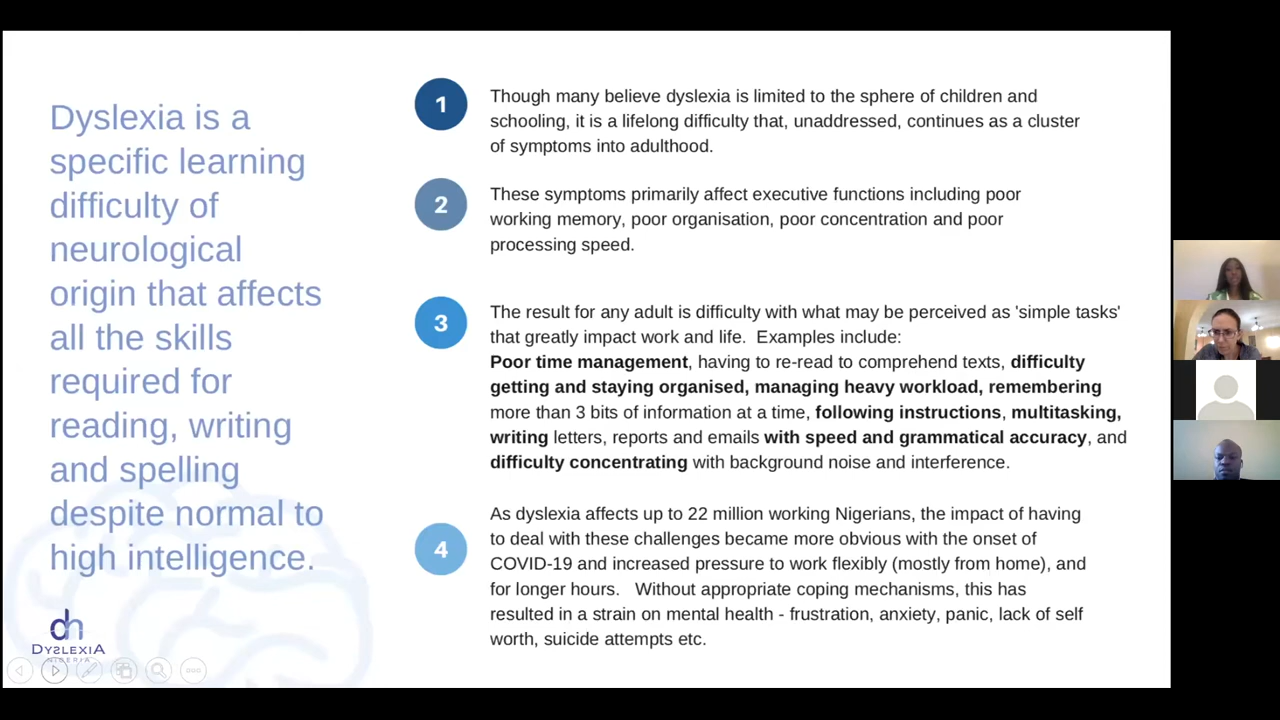 Dyslexia is a
specific learning
difficulty of
neurological
origin that affects
all the skills
required for
reading, writing
and spelling
despite normal to
high intelligence.
dn
DYSLEXIA
NIGERIA
1
Though many believe dyslexia is limited to the sphere of children and
schooling, it is a lifelong difficulty that, unaddressed, continues as a cluster
of symptoms into adulthood.
2
These symptoms primarily affect executive functions including poor
working memory, poor organisation, poor concentration and poor
processing speed.
3
The result for any adult is difficulty with what may be perceived as 'simple tasks'
that greatly impact work and life.  Examples include:
Poor time management, having to re-read to comprehend texts, difficulty
getting and staying organised, managing heavy workload, remembering
more than 3 bits of information at a time, following instructions, multitasking,
writing letters, reports and emails with speed and grammatical accuracy, and
difficulty concentrating with background noise and interference.
4
As dyslexia affects up to 22 million working Nigerians, the impact of having
to deal with these challenges became more obvious with the onset of
COVID-19 and increased pressure to work flexibly (mostly from home), and
for longer hours.   Without appropriate coping mechanisms, this has
resulted in a strain on mental health - frustration, anxiety, panic, lack of self
worth, suicide attempts etc.